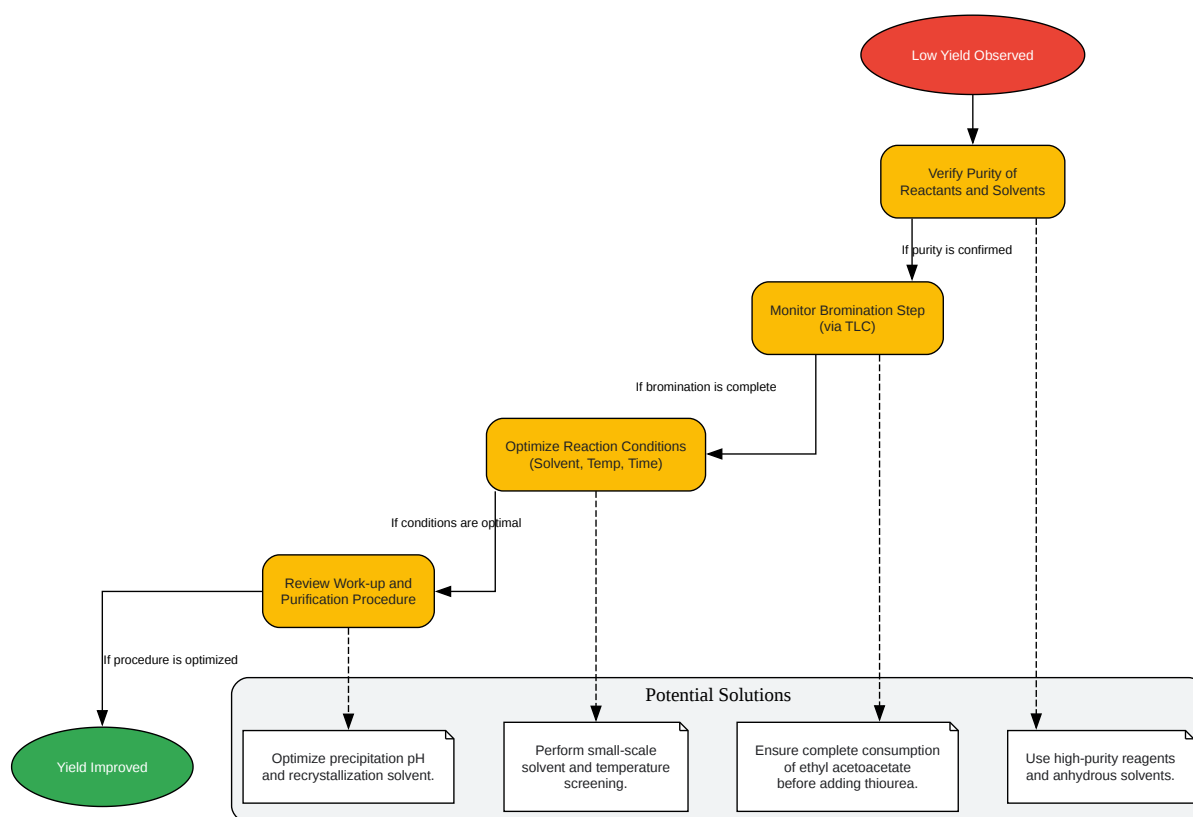 Low Yield Observed
Verify Purity of
Reactants and Solvents
If purity is confirmed
Monitor Bromination Step
(via TLC)
If bromination is complete
Optimize Reaction Conditions
(Solvent, Temp, Time)
If conditions are optimal
Review Work-up and
Purification Procedure
If procedure is optimized
Yield Improved
Potential Solutions
Optimize precipitation pH
and recrystallization solvent.
Perform small-scale
solvent and temperature
screening.
Ensure complete consumption
of ethyl acetoacetate
before adding thiourea.
Use high-purity reagents
and anhydrous solvents.